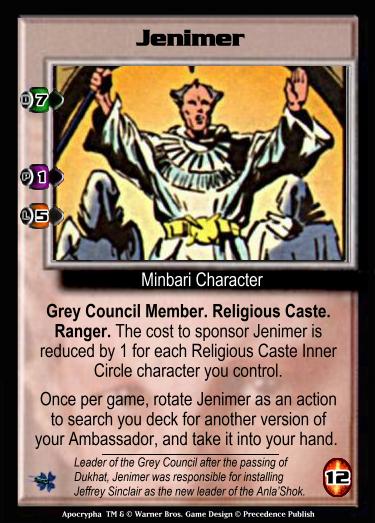 Jenimer
D 7
P 1
L 5
Minbari Character
Grey Council Member. Religious Caste.
Ranger. The cost to sponsor Jenimer is
reduced by 1 for each Religious Caste Inner
Circle character you control.
Once per game, rotate Jenimer as an action
to search you deck for another version of
your Ambassador, and take it into your hand.
Leader of the Grey Council after the passing of
Dukhat, Jenimer was responsible for installing
Jeffrey Sinclair as the new leader of the Anla'Shok.
12
Apocrypha TM & © Warner Bros. Game Design © Precedence Publish